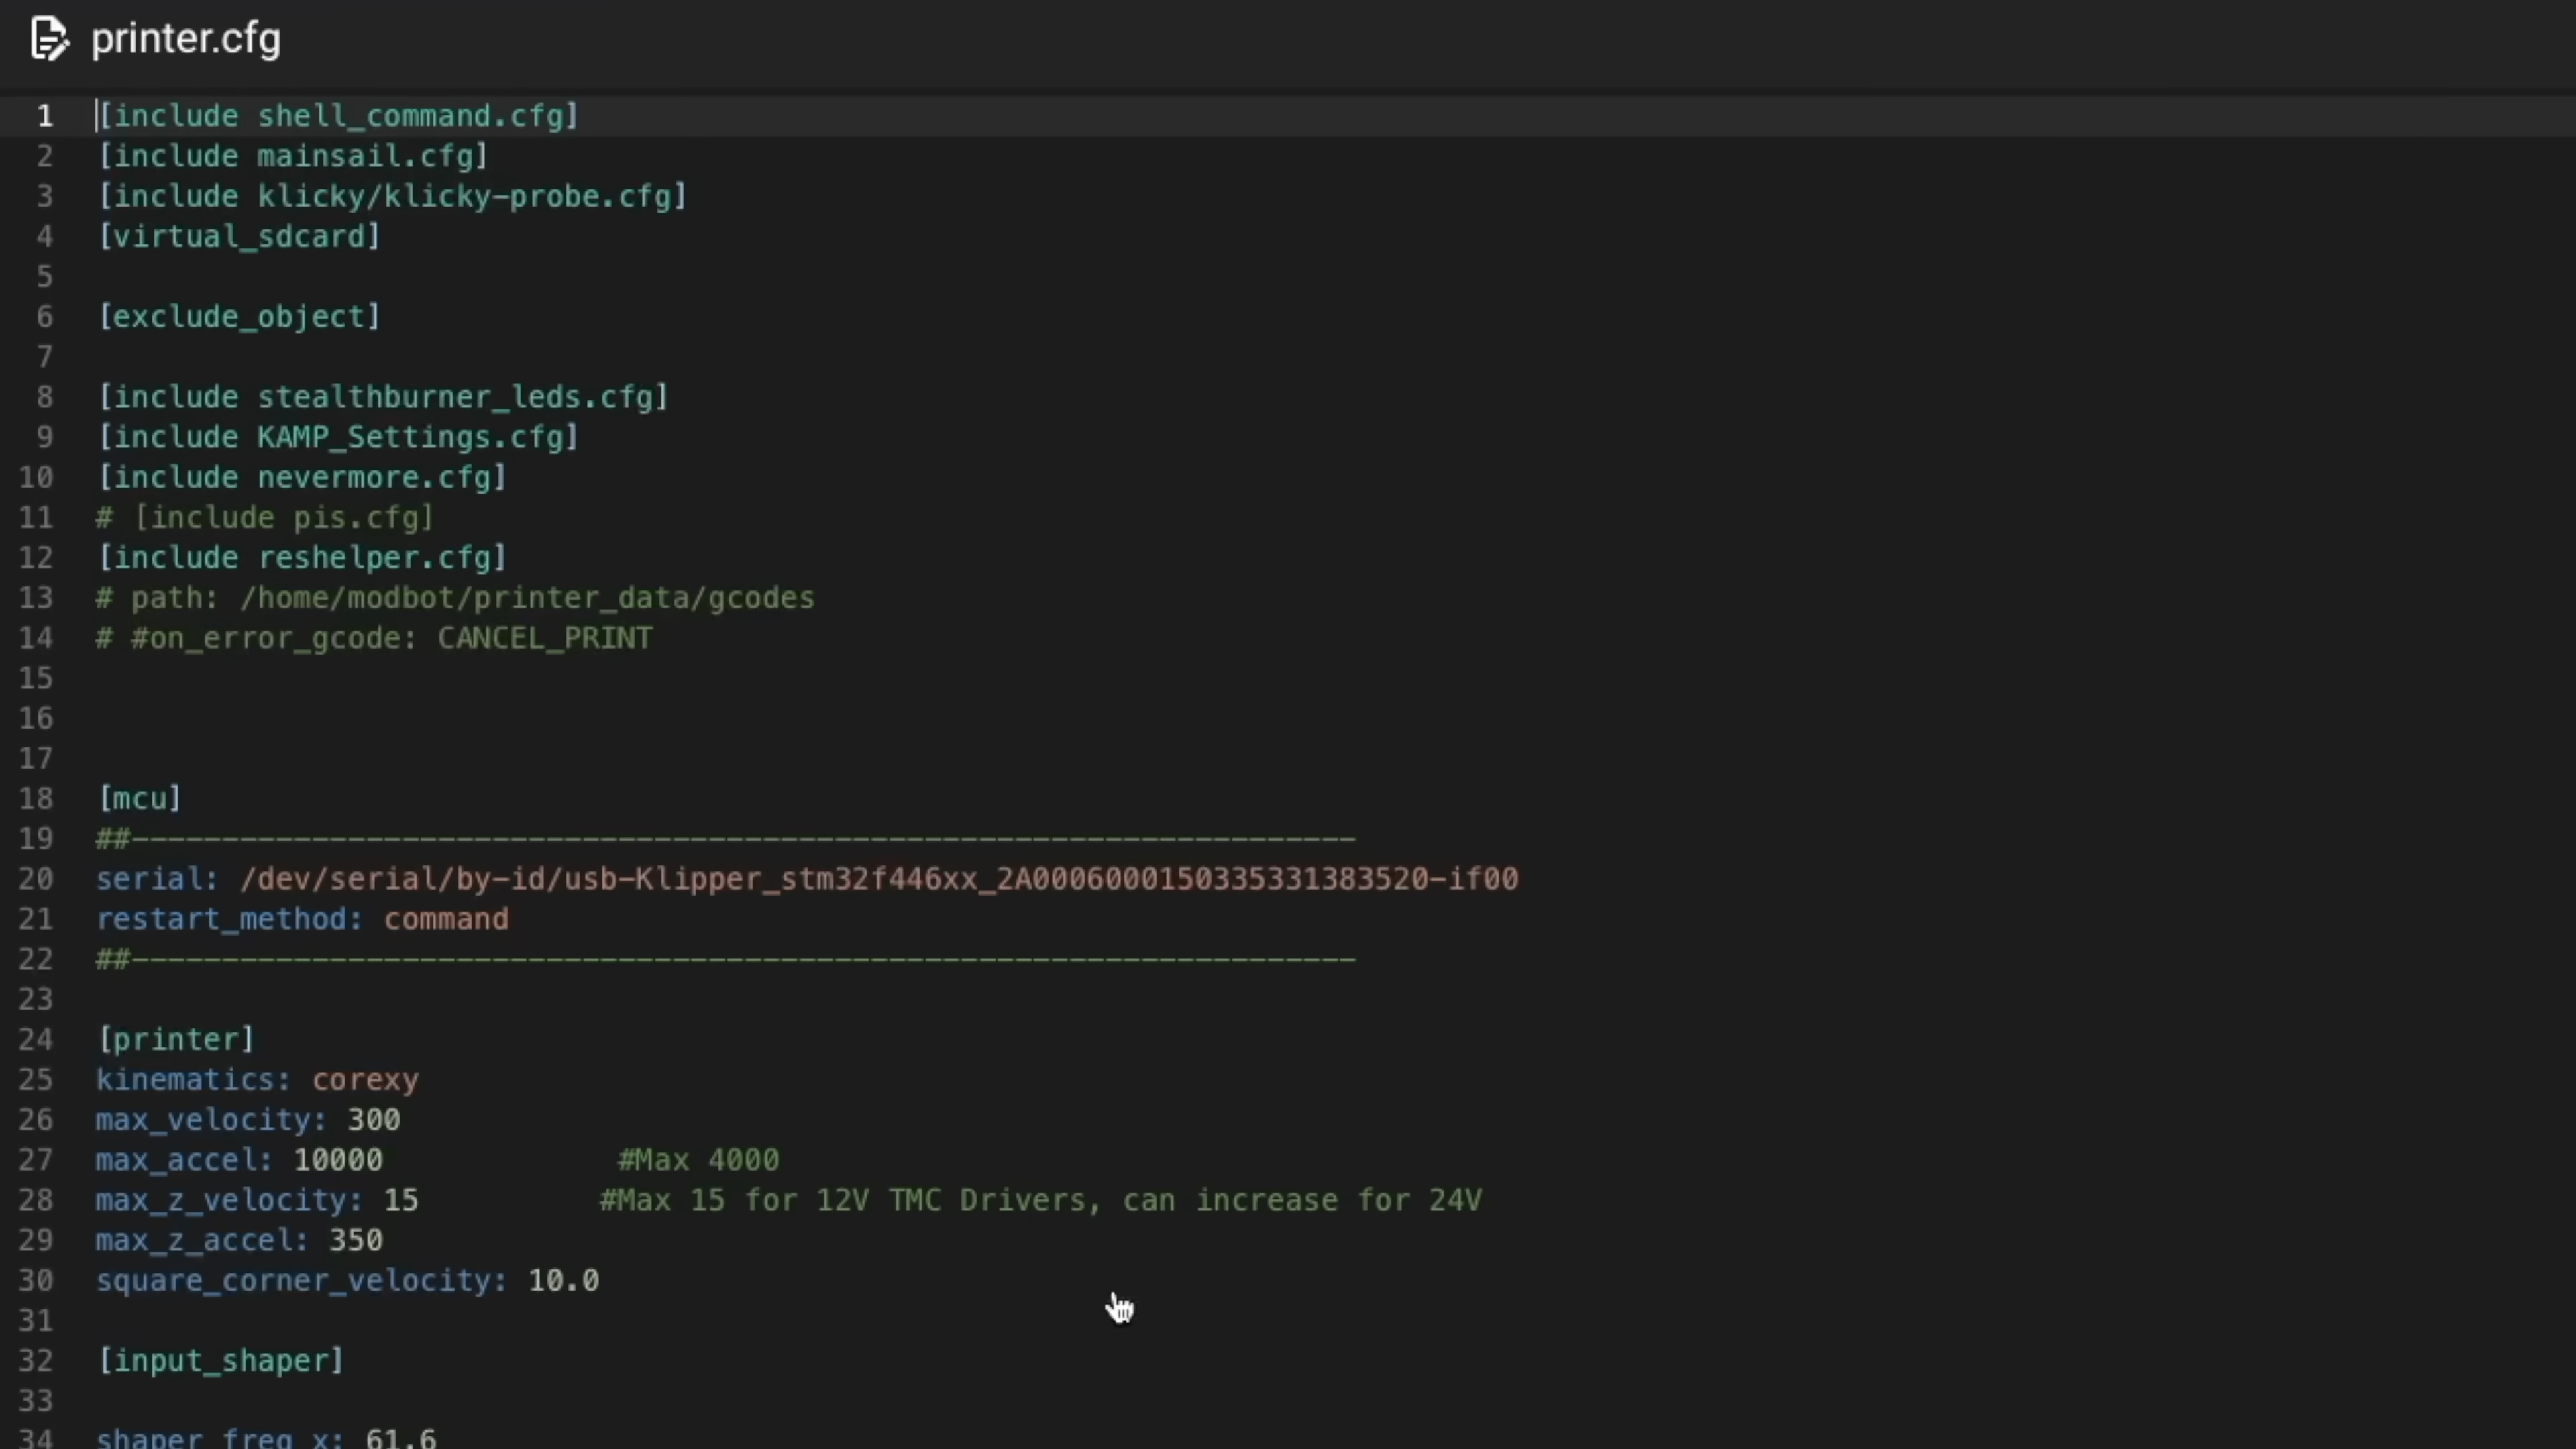 printer.cfg
1 [include shell_command.cfg]
2 [include mainsail.cfg]
3 [include klicky/klicky-probe.cfg]
4 [virtual_sdcard]
5
6 [exclude_object]
7
8 [include stealthburner_leds.cfg]
9 [include KAMP_Settings.cfg]
10 [include nevermore.cfg]
11 # [include pis.cfg]
12 [include reshelper.cfg]
13 # path: /home/modbot/printer_data/gcodes
14 # #on_error_gcode: CANCEL_PRINT
15
16
17
18 [mcu]
19 ##--------------------------------------------------------------------
20 serial: /dev/serial/by-id/usb-Klipper_stm32f446xx_2A0006000150335331383520-if00
21 restart_method: command
22 ##--------------------------------------------------------------------
23
24 [printer]
25 kinematics: corexy
26 max_velocity: 300
27 max_accel: 10000             #Max 4000
28 max_z_velocity: 15          #Max 15 for 12V TMC Drivers, can increase for 24V
29 max_z_accel: 350
30 square_corner_velocity: 10.0
31
32 [input_shaper]
33
34 shaper_freq_x: 61.6